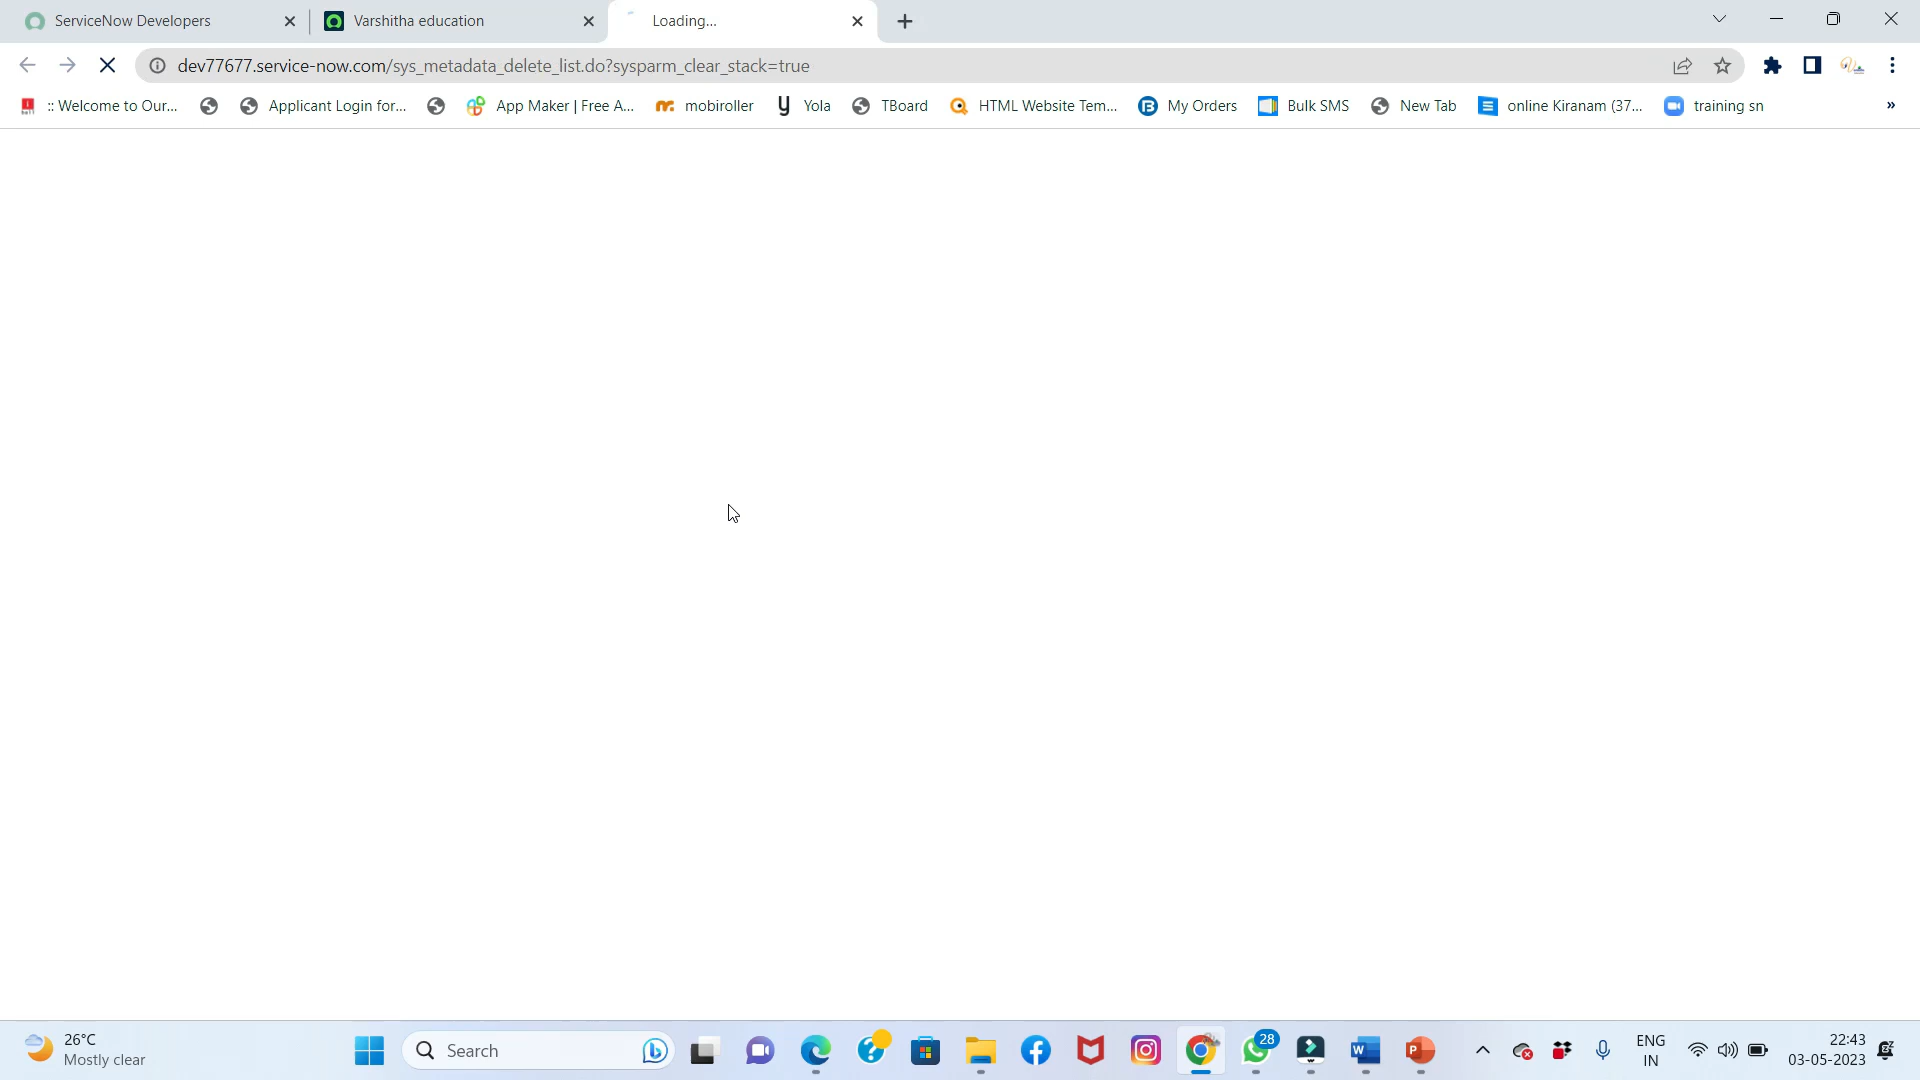 ServiceNow Developers
Varshitha education
Loading...
dev77677.service-now.com/sys_metadata_delete_list.do?sysparm_clear_stack=true
:: Welcome to Our...
Applicant Login for...
App Maker | Free A...
mobiroller
Yola
TBoard
HTML Website Tem...
My Orders
Bulk SMS
New Tab
online Kiranam (37...
training sn
»
26°C
Mostly clear
Search
28
ENG
IN
22:43
03-05-2023